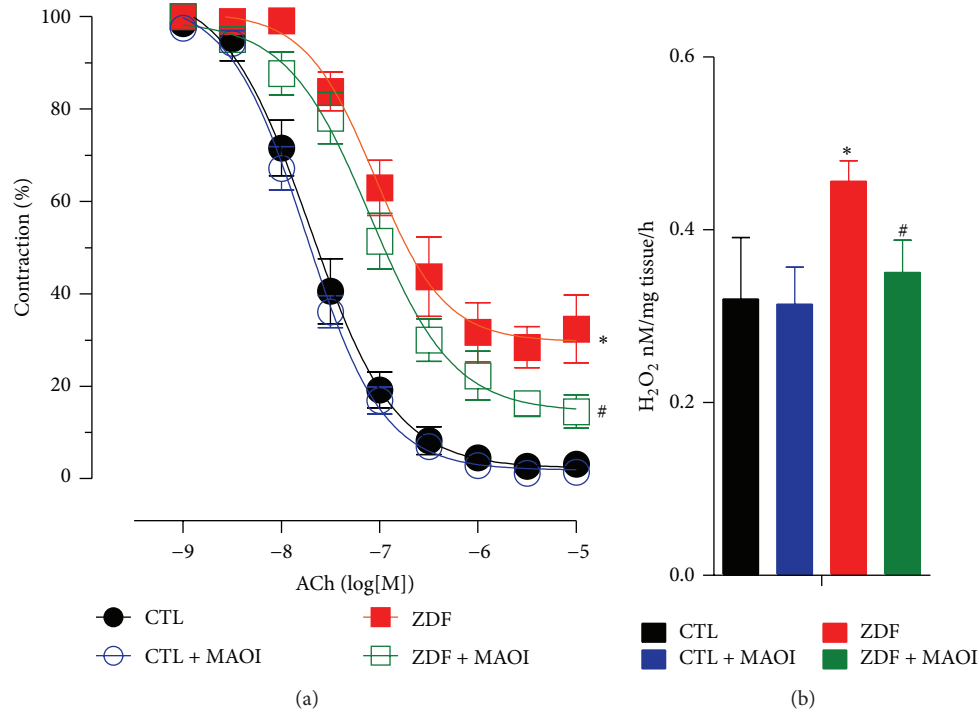 100
80
60
40
20
0
Contraction (%)
*
#
−9
−8
−7
−6
−5
ACh (log[M])
CTL
ZDF
CTL + MAOI
ZDF + MAOI
(a)
0.6
0.4
0.2
0.0
H₂O₂ nM/mg tissue/h
*
#
CTL
ZDF
CTL + MAOI
ZDF + MAOI
(b)